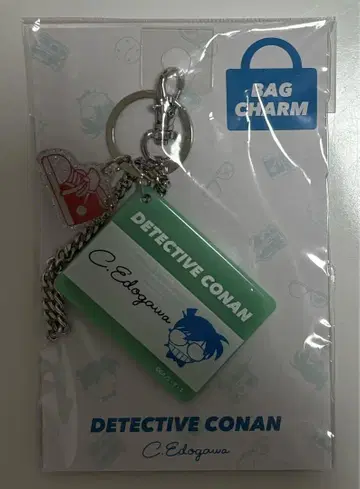 BAG
CHARM
DETECTIVE CONAN
C.Edogawa
DETECTIVE CONAN
C.Edogawa